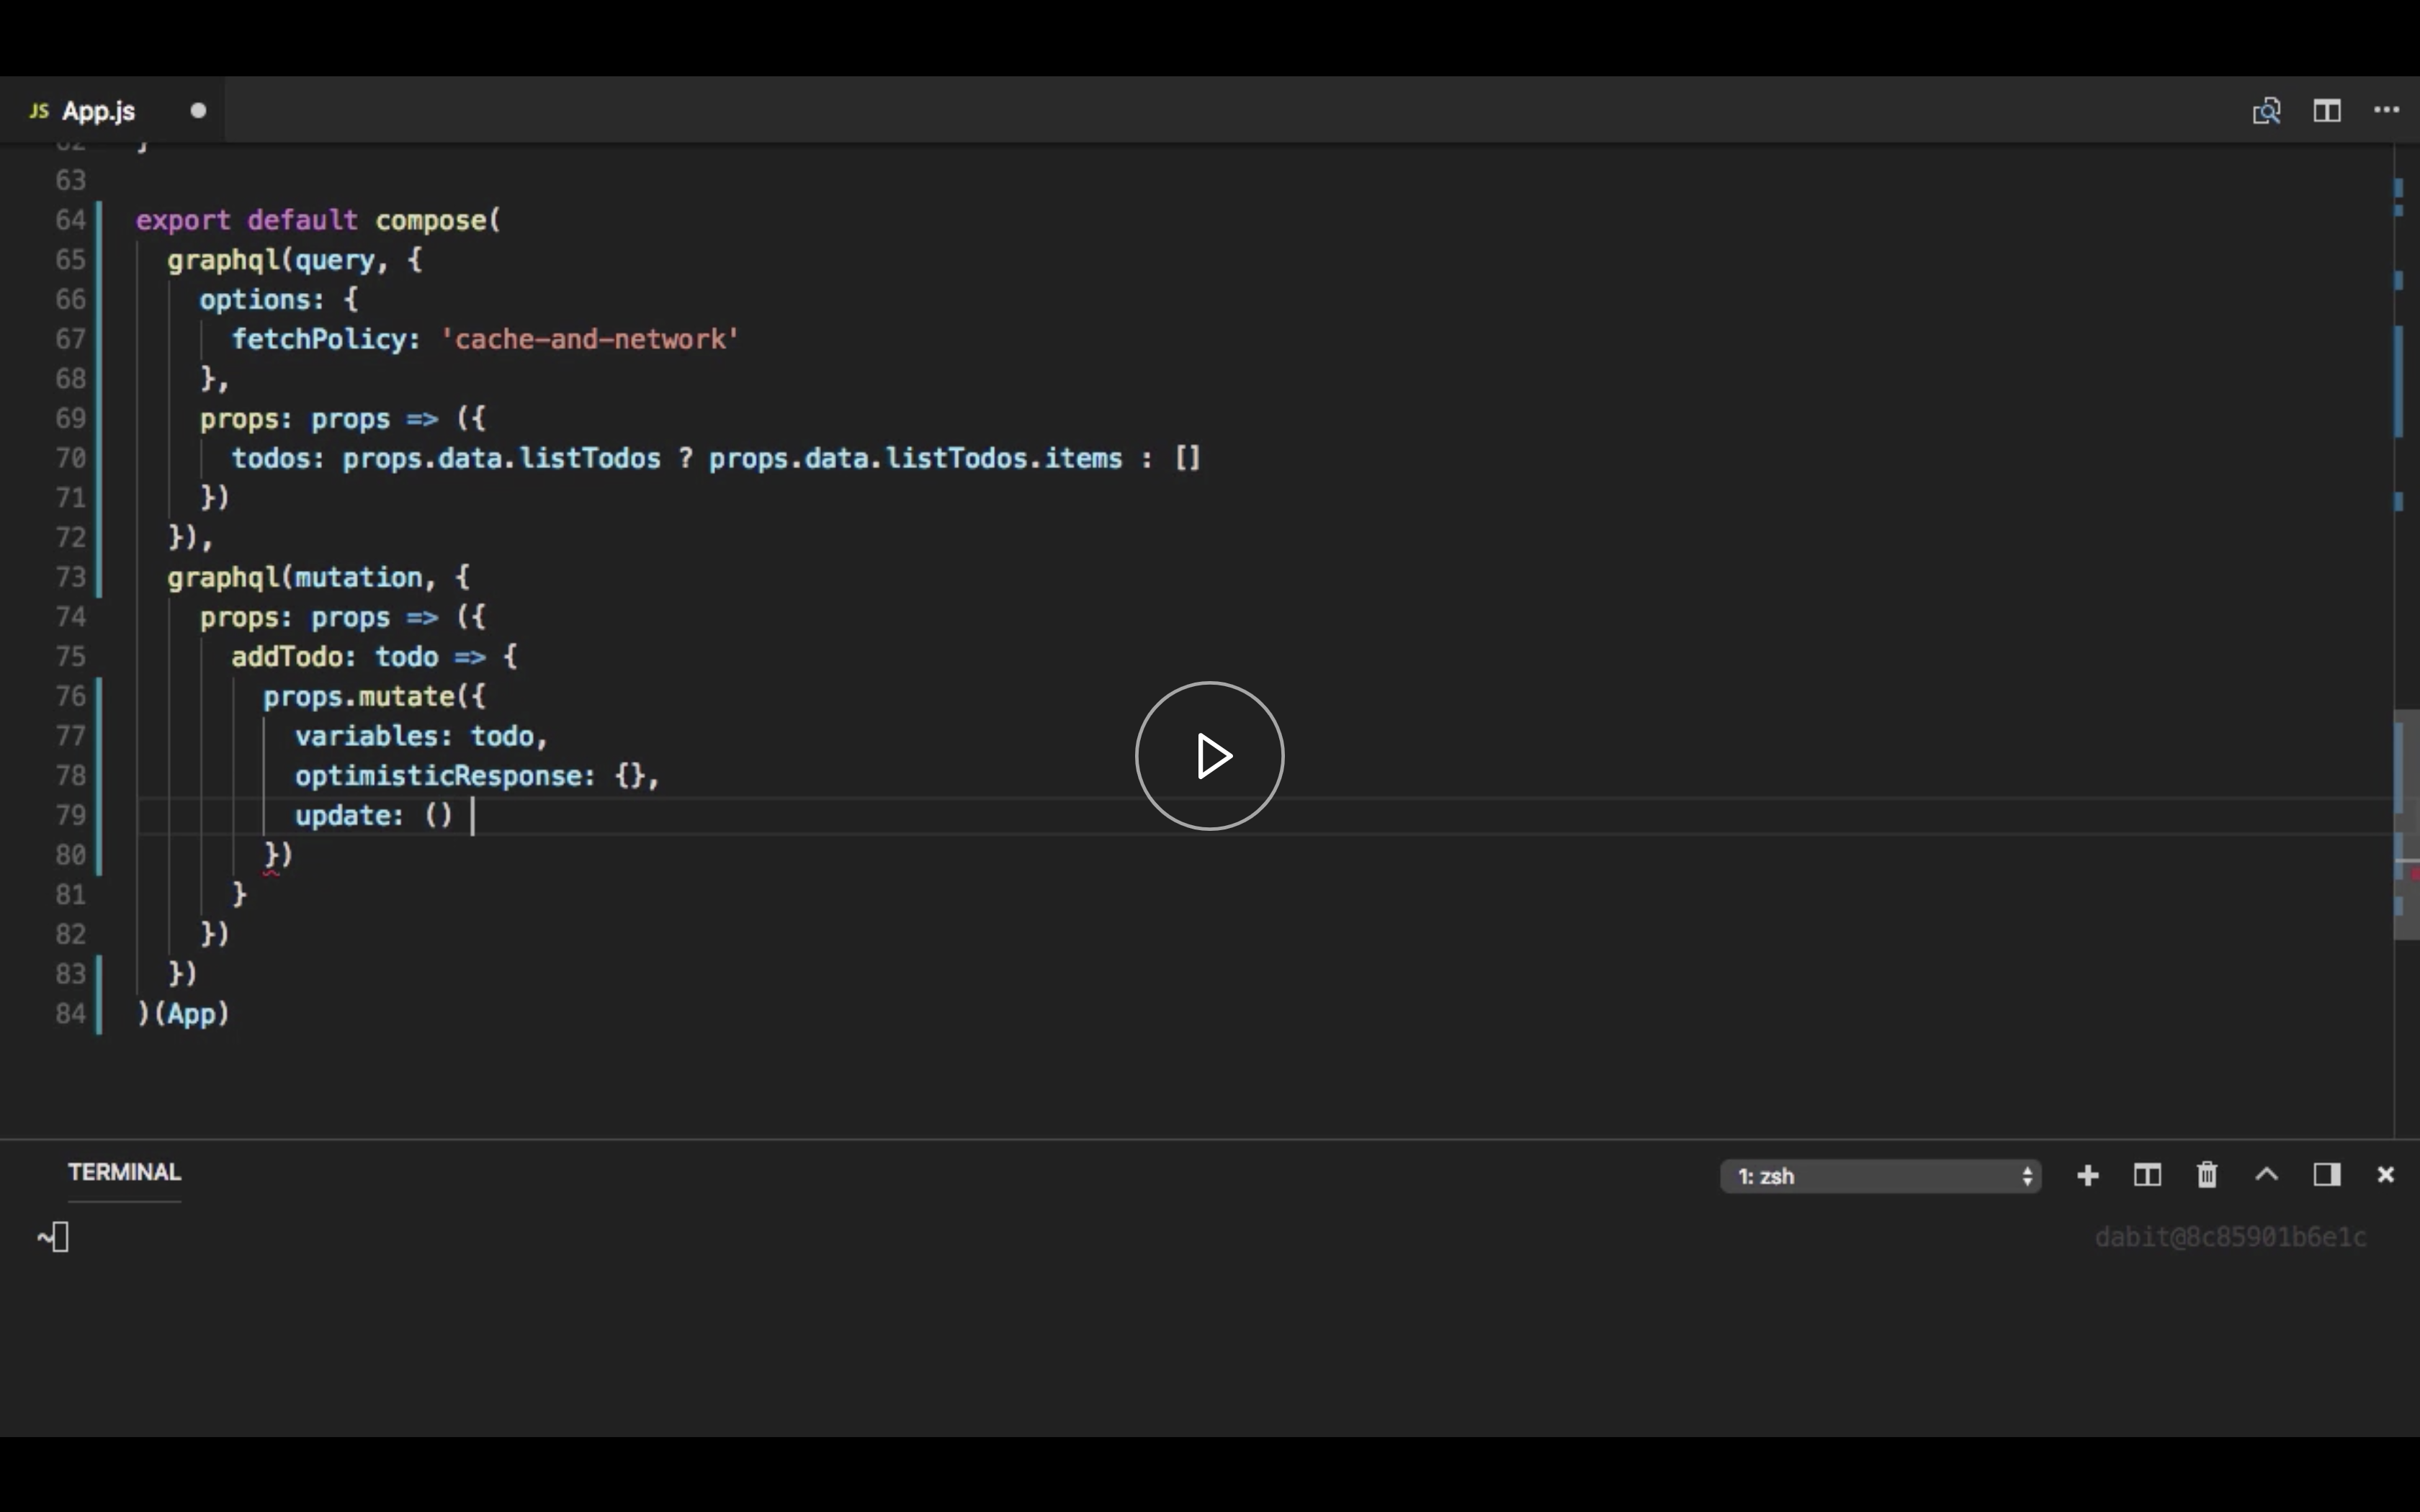 JS App.js
62 }
63
64 export default compose(
65 graphql(query, {
66 options: {
67 fetchPolicy: 'cache-and-network'
68 },
69 props: props => ({
70 todos: props.data.listTodos ? props.data.listTodos.items : []
71 })
72 }),
73 graphql(mutation, {
74 props: props => ({
75 addTodo: todo => {
76 props.mutate({
77 variables: todo,
78 optimisticResponse: {},
79 update: ()
80 })
81 }
82 })
83 })
84 )(App)
TERMINAL
1: zsh
~
dabit@8c85901b6e1c